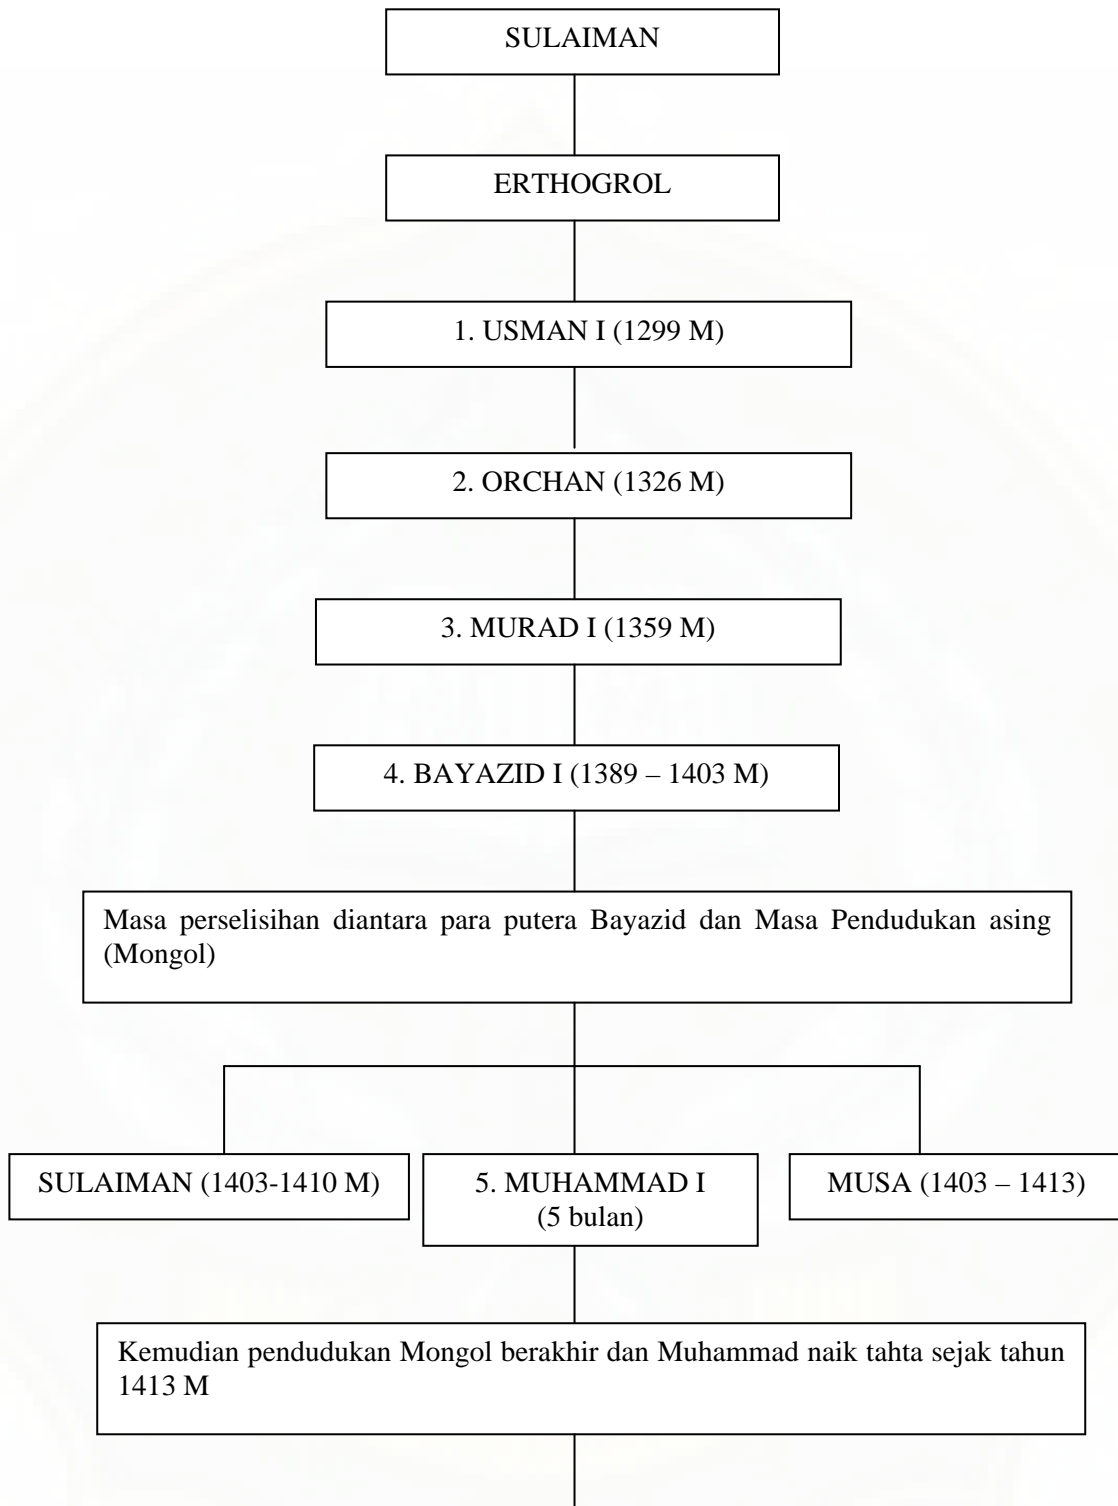 SULAIMAN
ERTHOGROL
1. USMAN I (1299 M)
2. ORCHAN (1326 M)
3. MURAD I (1359 M)
4. BAYAZID I (1389 – 1403 M)
Masa perselisihan diantara para putera Bayazid dan Masa Pendudukan asing
(Mongol)
SULAIMAN (1403-1410 M)
5. MUHAMMAD I
(5 bulan)
MUSA (1403 – 1413)
Kemudian pendudukan Mongol berakhir dan Muhammad naik tahta sejak tahun
1413 M